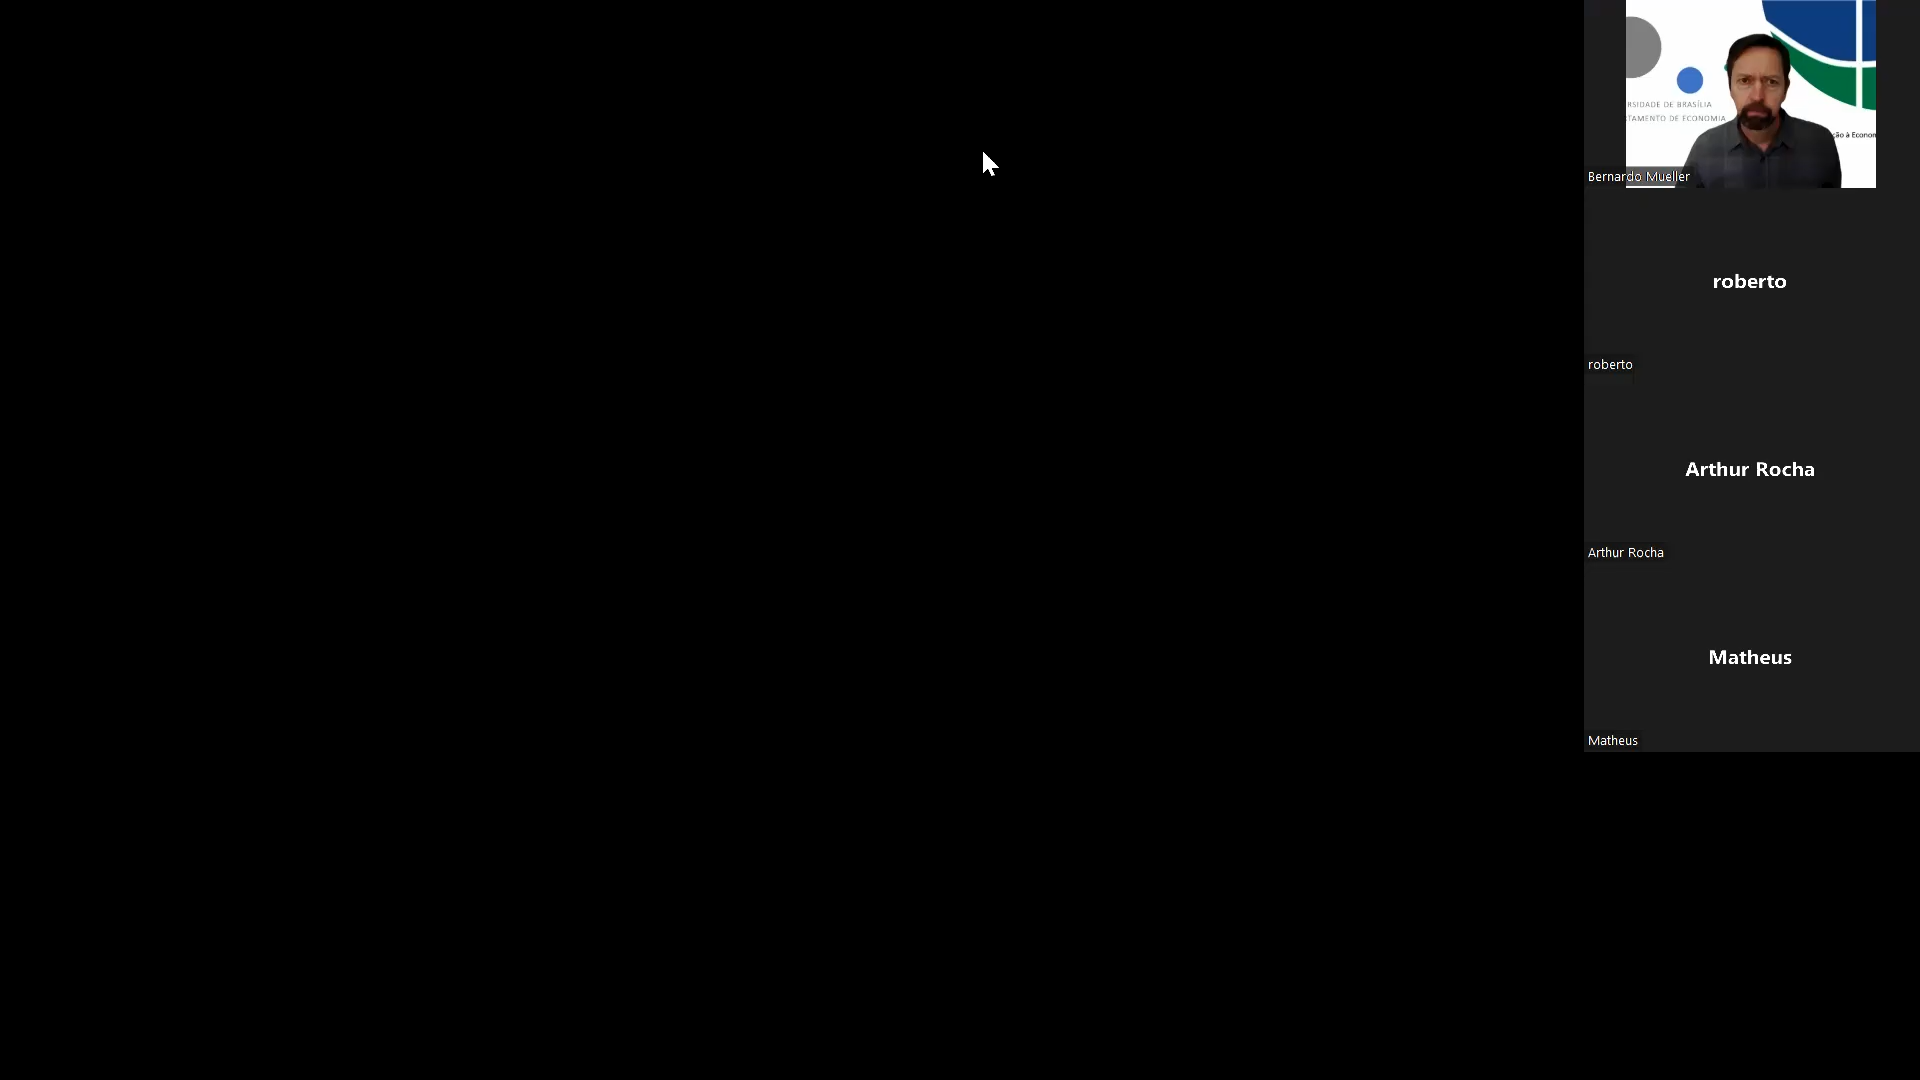 RSIDADE DE BRASÍLIA
TAMENTO DE ECONOMIA
ção à Econom
Bernardo Mueller
roberto
roberto
Arthur Rocha
Arthur Rocha
Matheus
Matheus